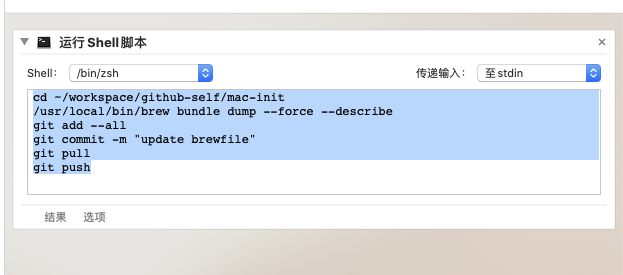 运行 Shell 脚本
Shell： /bin/zsh 传递输入： 至 stdin
cd ~/workspace/github-self/mac-init
/usr/local/bin/brew bundle dump --force --describe
git add --all
git commit -m "update brewfile"
git pull
git push
结果 选项